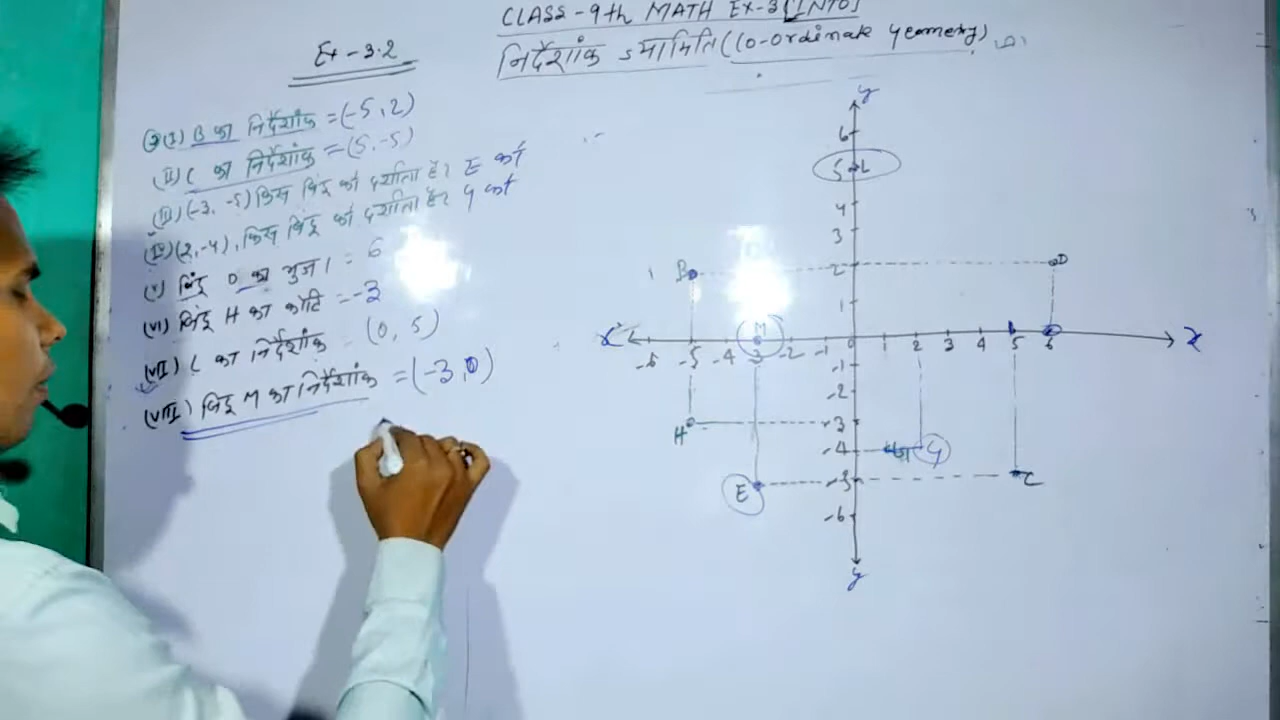 CLASS - 9th MATH EX-3 [INTO]
निर्देशांक ज्यामिति (Co-ordinate Geometry)
Ex - 3.2
(2) (I) B का निर्देशांक = (-5, 2)
(II) C का निर्देशांक = (5, -5)
(III) (-3, -5) किस बिंदु को दर्शाता है? E को
(IV) (2, -4), किस बिंदु को दर्शाता है? G को
(V) बिंदु D का भुज। = 6
(VI) बिंदु H का कोटि = -3
(VII) L का निर्देशांक (0, 5)
(VIII) बिंदु M का निर्देशांक = (-3, 0)
y
6
5 L
4
3
B 2 D
1
M
X' X
-6 -5 -4 -3 -2 -1 0 1 2 3 4 5 6
-1
-2
H -3
-4 G
E -5 C
-6
y